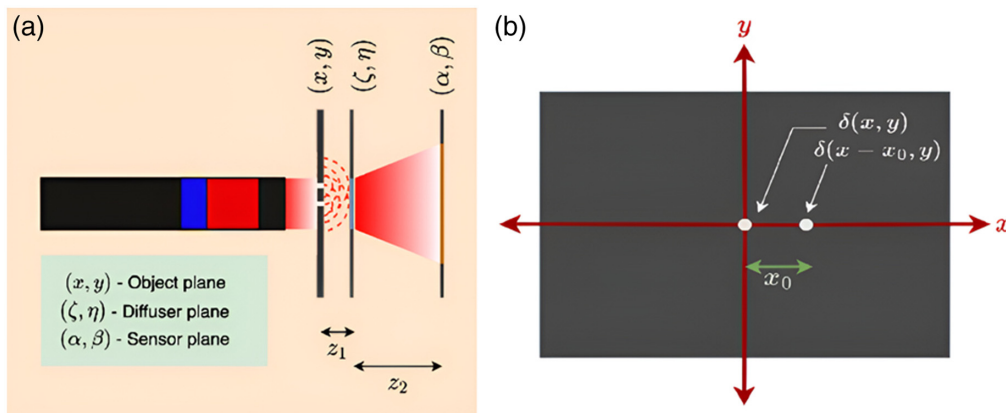 (a)
(x, y)
(ζ, η)
(α, β)
(x, y) - Object plane
(ζ, η) - Diffuser plane
(α, β) - Sensor plane
z₁
z₂
(b)
y
δ(x, y)
δ(x − x₀, y)
x
x₀